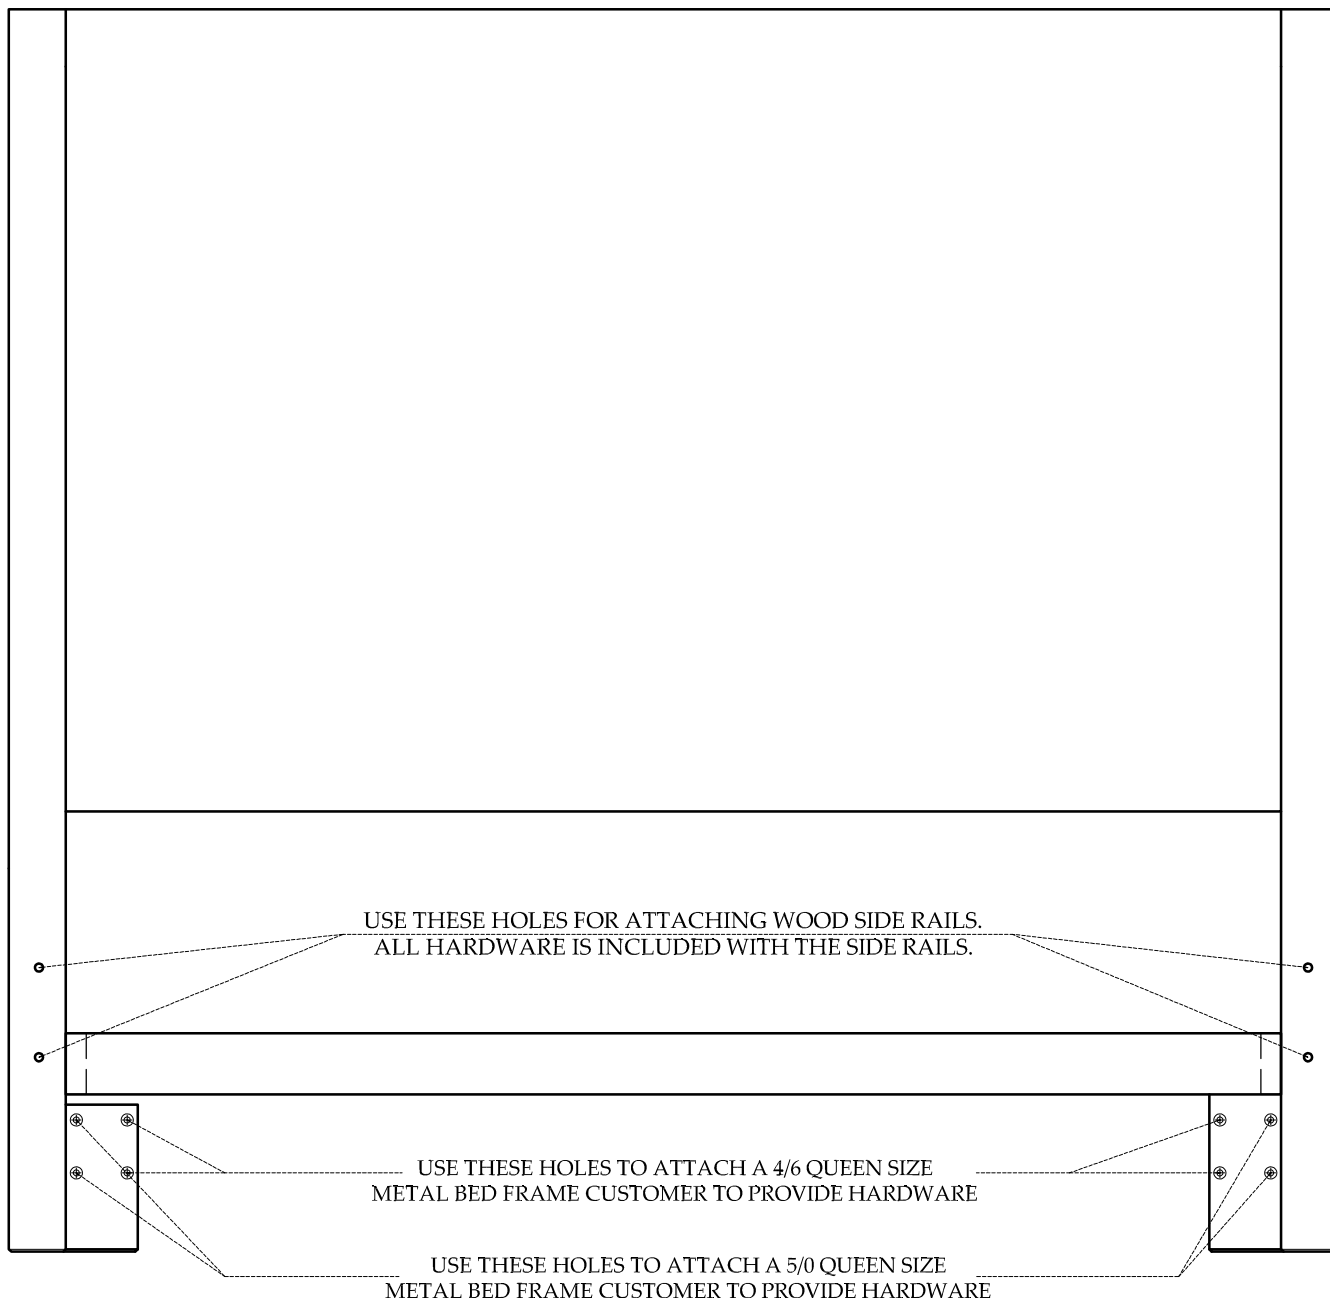 USE THESE HOLES FOR ATTACHING WOOD SIDE RAILS.
ALL HARDWARE IS INCLUDED WITH THE SIDE RAILS.
USE THESE HOLES TO ATTACH A 4/6 QUEEN SIZE
METAL BED FRAME CUSTOMER TO PROVIDE HARDWARE
USE THESE HOLES TO ATTACH A 5/0 QUEEN SIZE
METAL BED FRAME CUSTOMER TO PROVIDE HARDWARE